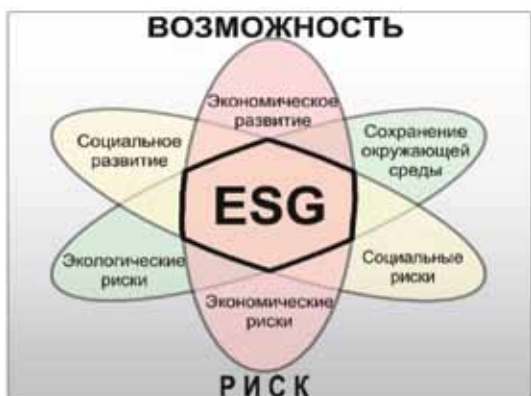 ВОЗМОЖНОСТЬ
Экономическое
развитие
Социальное
развитие
Сохранение
окружающей
среды
ESG
Экологические
риски
Социальные
риски
Экономические
риски
РИСК